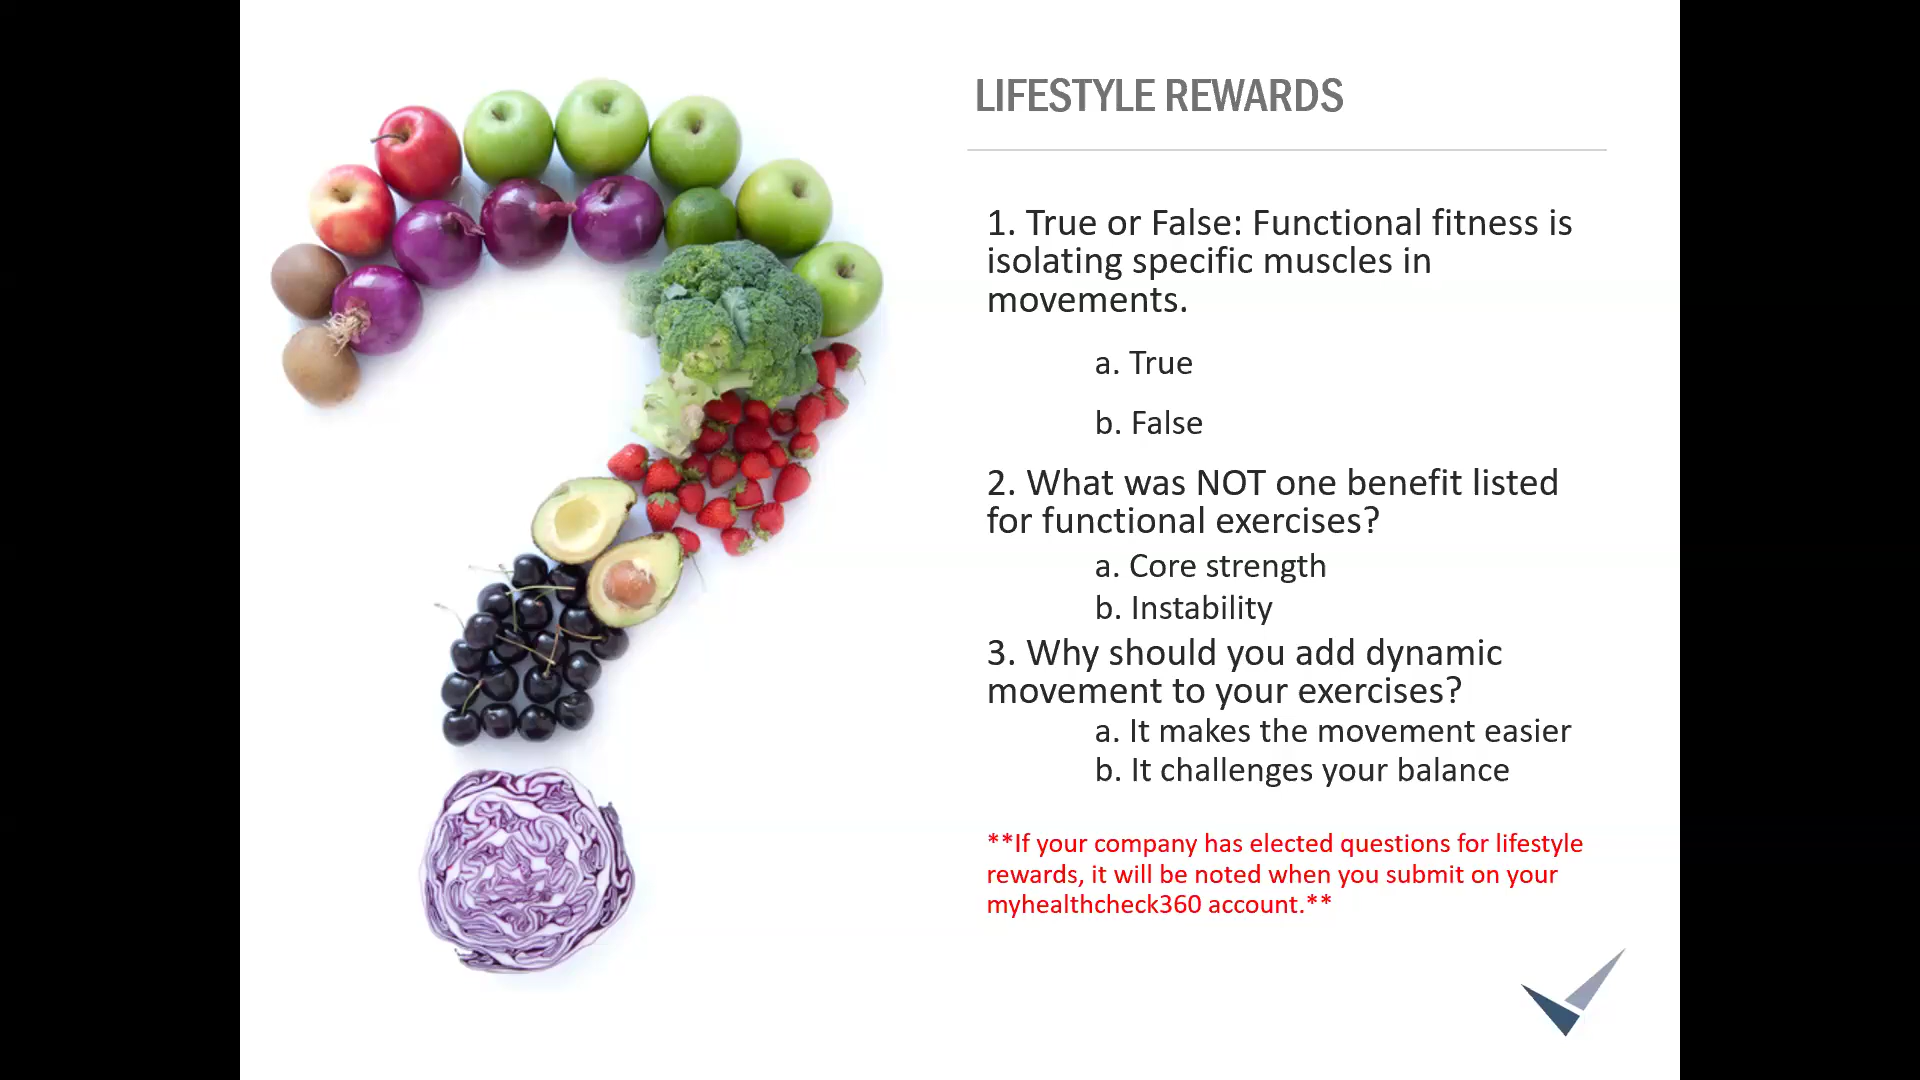 LIFESTYLE REWARDS
1. True or False: Functional fitness is
isolating specific muscles in
movements.
a. True
b. False
2. What was NOT one benefit listed
for functional exercises?
a. Core strength
b. Instability
3. Why should you add dynamic
movement to your exercises?
a. It makes the movement easier
b. It challenges your balance
**If your company has elected questions for lifestyle
rewards, it will be noted when you submit on your
myhealthcheck360 account.**